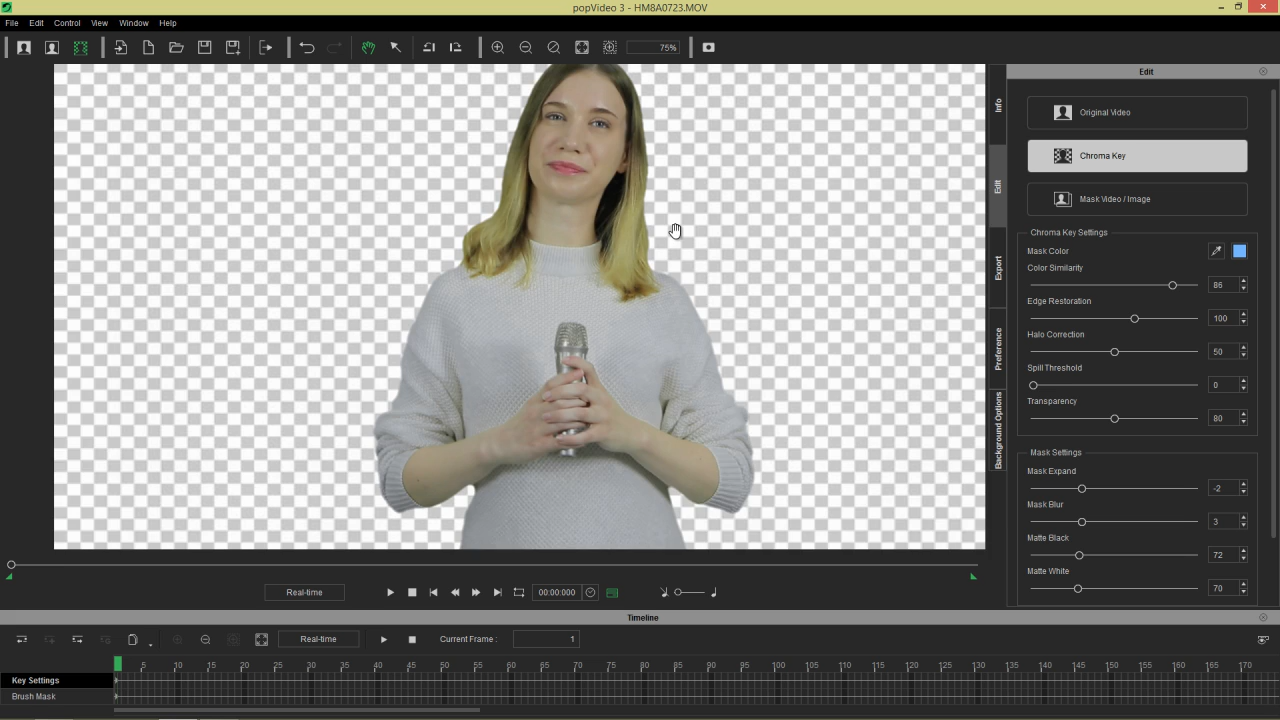 popVideo 3 - HM8A0723.MOV
File Edit Control View Window Help
75%
Edit
Info
Edit
Export
Preference
Background Options
Original Video
Chroma Key
Mask Video / Image
Chroma Key Settings
Mask Color
Color Similarity
86
Edge Restoration
100
Halo Correction
50
Spill Threshold
0
Transparency
80
Mask Settings
Mask Expand
-2
Mask Blur
3
Matte Black
72
Matte White
70
Real-time
00:00:000
Timeline
Real-time
Current Frame :
1
5 10 15 20 25 30 35 40 45 50 55 60 65 70 75 80 85 90 95 100 105 110 115 120 125 130 135 140 145 150 155 160 165 170
Key Settings
Brush Mask